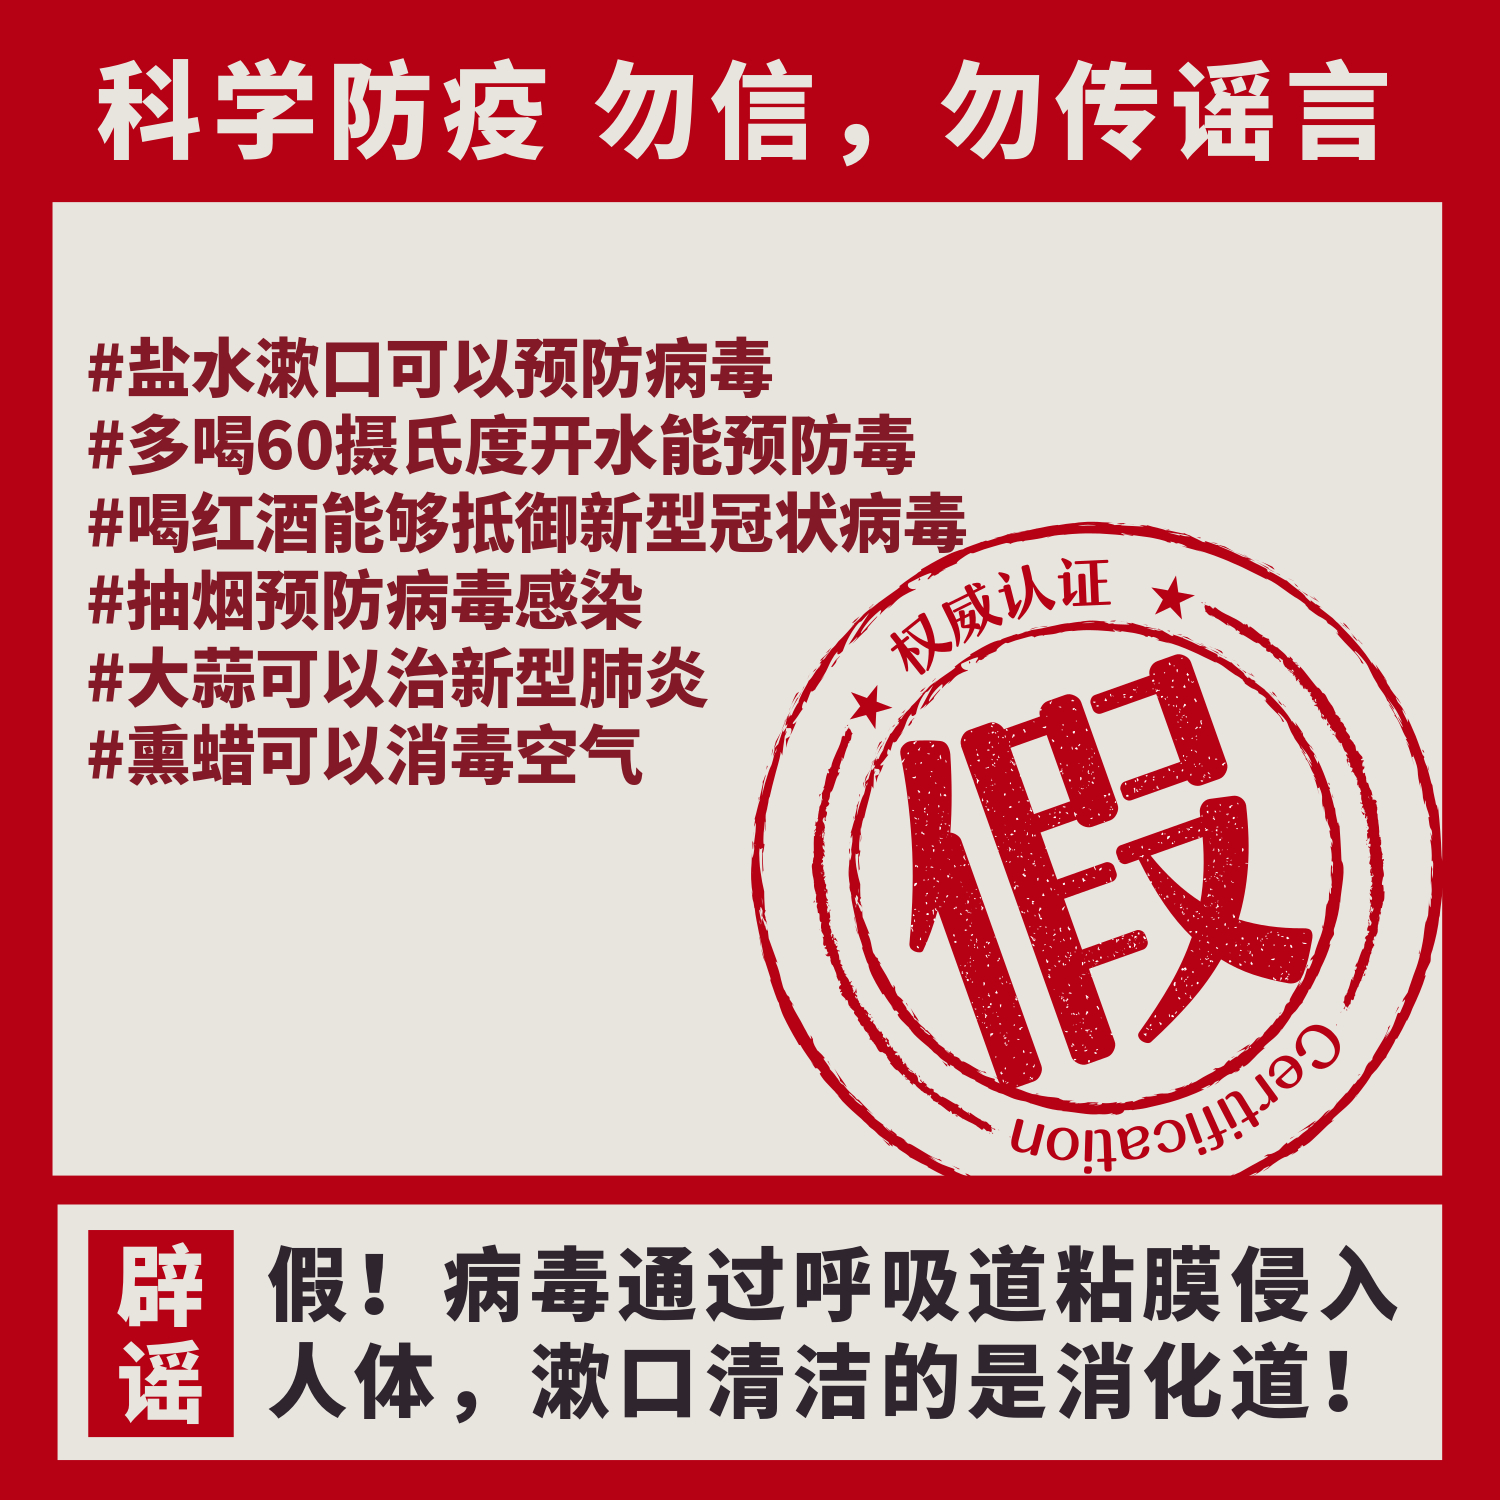 科学防疫 勿信，勿传谣言
#盐水漱口可以预防病毒
#多喝60摄氏度开水能预防毒
#喝红酒能够抵御新型冠状病毒
#抽烟预防病毒感染
#大蒜可以治新型肺炎
#熏蜡可以消毒空气
★ 权威认证 ★
假
Certification
辟谣
假！病毒通过呼吸道粘膜侵入
人体，漱口清洁的是消化道！